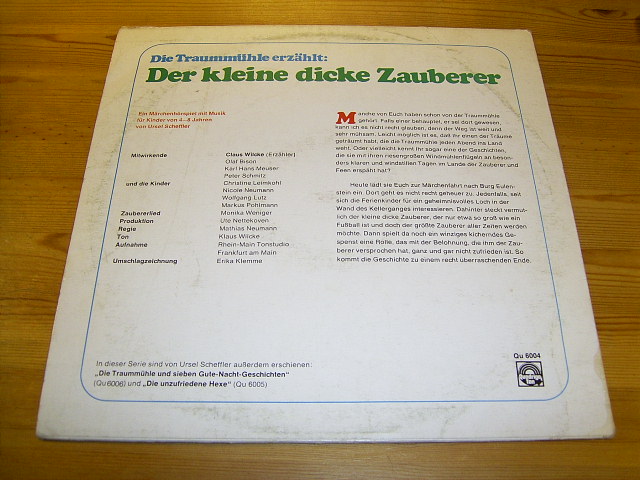 Die Traummühle erzählt:
Der kleine dicke Zauberer
Ein Märchenhörspiel mit Musik
für Kinder von 4–8 Jahren
von Ursel Scheffler
Mitwirkende Claus Wilcke (Erzähler)
Olaf Bison
Karl Hans Meuser
Peter Schmitz
und die Kinder Christine Leimkohl
Nicole Neumann
Wolfgang Lutz
Markus Pohlmann
Zaubererlied Monika Weniger
Produktion Ute Nettekoven
Regie Mathias Neumann
Ton Klaus Wilcke
Aufnahme Rhein-Main Tonstudio
Frankfurt am Main
Umschlagzeichnung Erika Klemme
Manche von Euch haben schon von der Traummühle
gehört. Falls einer behauptet, er sei dort gewesen,
kann ich es nicht recht glauben, denn der Weg ist weit und
sehr mühsam. Leicht möglich ist es, daß ihr einen der Träume
geträumt habt, die die Traummühle jeden Abend ins Land
weht. Oder vielleicht kennt Ihr sogar eine der Geschichten,
die sie mit ihren riesengroßen Windmühlenflügeln an beson-
ders klaren und windstillen Tagen im Lande der Zauberer und
Feen erspäht hat?
Heute lädt sie Euch zur Märchenfahrt nach Burg Eulen-
stein ein. Dort geht es nicht recht geheuer zu. Jedenfalls, seit
sich die Ferienkinder für ein geheimnisvolles Loch in der
Wand des Kellerganges interessieren. Dahinter steckt vermut-
lich der kleine dicke Zauberer, der nur etwa so groß wie ein
Fußball ist und doch der größte Zauberer aller Zeiten werden
möchte. Dann spielt da noch ein winziges kicherndes Ge-
spenst eine Rolle, das mit der Belohnung, die ihm der Zau-
berer versprochen hat, ganz und gar nicht zufrieden ist. So
kommt die Geschichte zu einem recht überraschenden Ende.
In dieser Serie sind von Ursel Scheffler außerdem erschienen:
„Die Traummühle und sieben Gute-Nacht-Geschichten"
(Qu 6006) und „Die unzufriedene Hexe" (Qu 6005)
Qu 6004